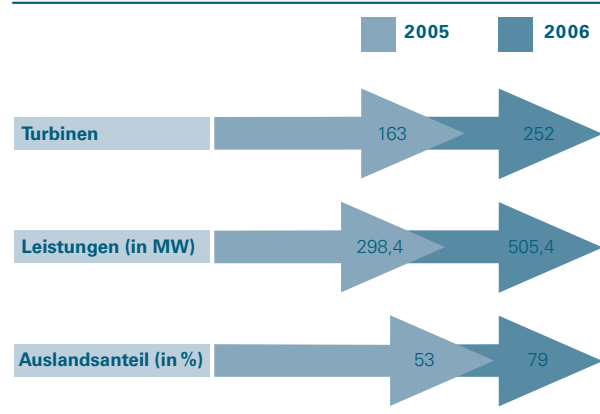 2005 2006
Turbinen 163 252
Leistungen (in MW) 298,4 505,4
Auslandsanteil (in %) 53 79